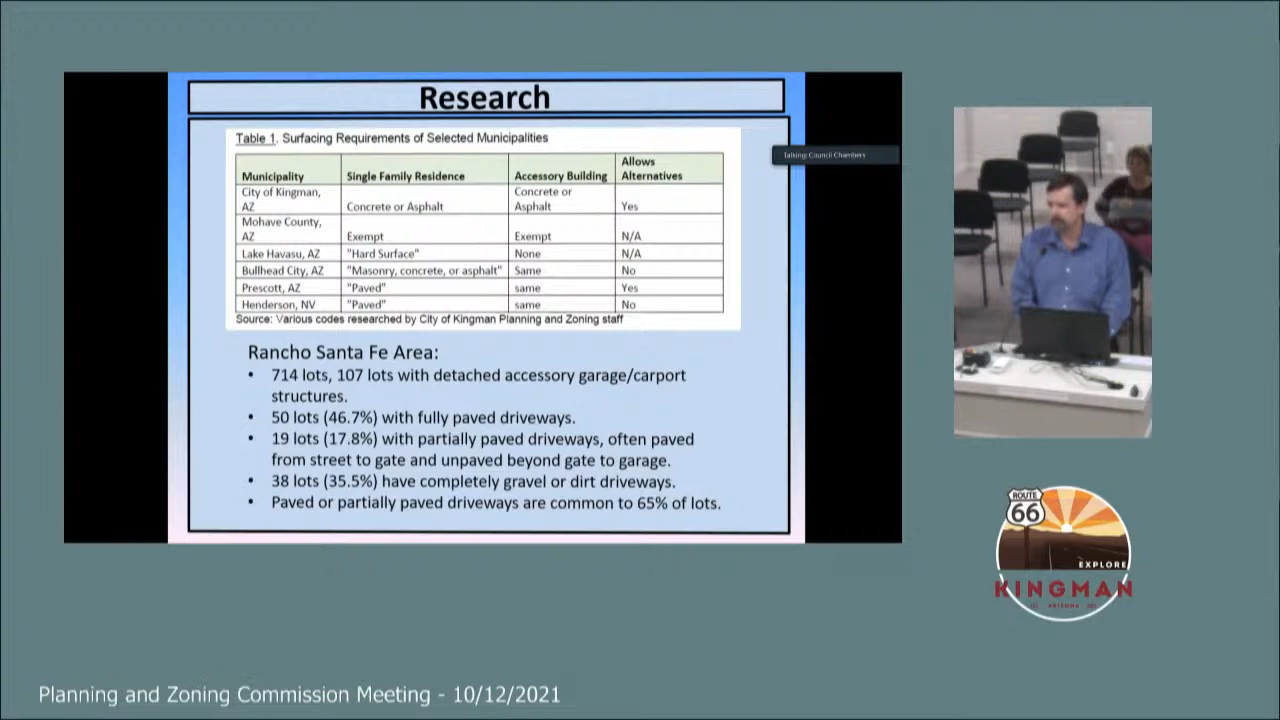 Research
Table 1. Surfacing Requirements of Selected Municipalities
Talking: Council Chambers
Municipality Single Family Residence Accessory Building Allows Alternatives
City of Kingman, AZ Concrete or Asphalt Concrete or Asphalt Yes
Mohave County, AZ Exempt Exempt N/A
Lake Havasu, AZ "Hard Surface" None N/A
Bullhead City, AZ "Masonry, concrete, or asphalt" Same No
Prescott, AZ "Paved" same Yes
Henderson, NV "Paved" same No
Source: Various codes researched by City of Kingman Planning and Zoning staff
Rancho Santa Fe Area:
• 714 lots, 107 lots with detached accessory garage/carport
structures.
• 50 lots (46.7%) with fully paved driveways.
• 19 lots (17.8%) with partially paved driveways, often paved
from street to gate and unpaved beyond gate to garage.
• 38 lots (35.5%) have completely gravel or dirt driveways.
• Paved or partially paved driveways are common to 65% of lots.
ROUTE
66
EXPLORE
KINGMAN
ARIZONA
Planning and Zoning Commission Meeting - 10/12/2021